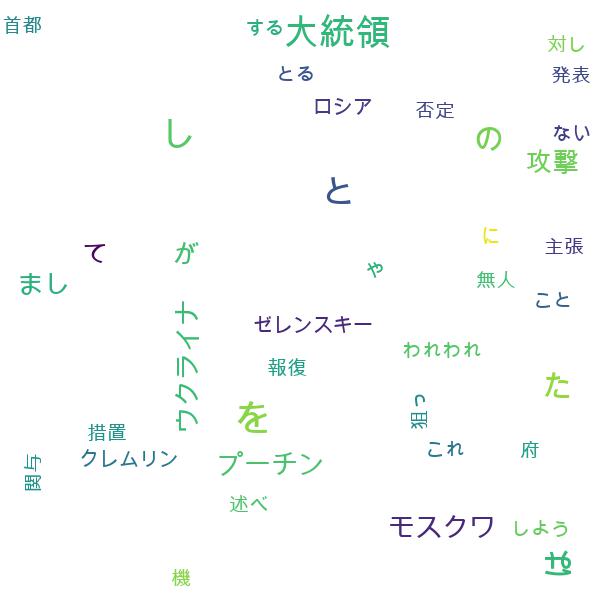 首都
する
大統領
対し
とる
発表
ロシア
否定
し
の
ない
攻撃
と
に
主張
て
が
や
まし
無人
こと
ウクライナ
ゼレンスキー
われわれ
報復
た
狙っ
を
措置
これ
府
クレムリン
プーチン
関与
述べ
モスクワ
しよう
機